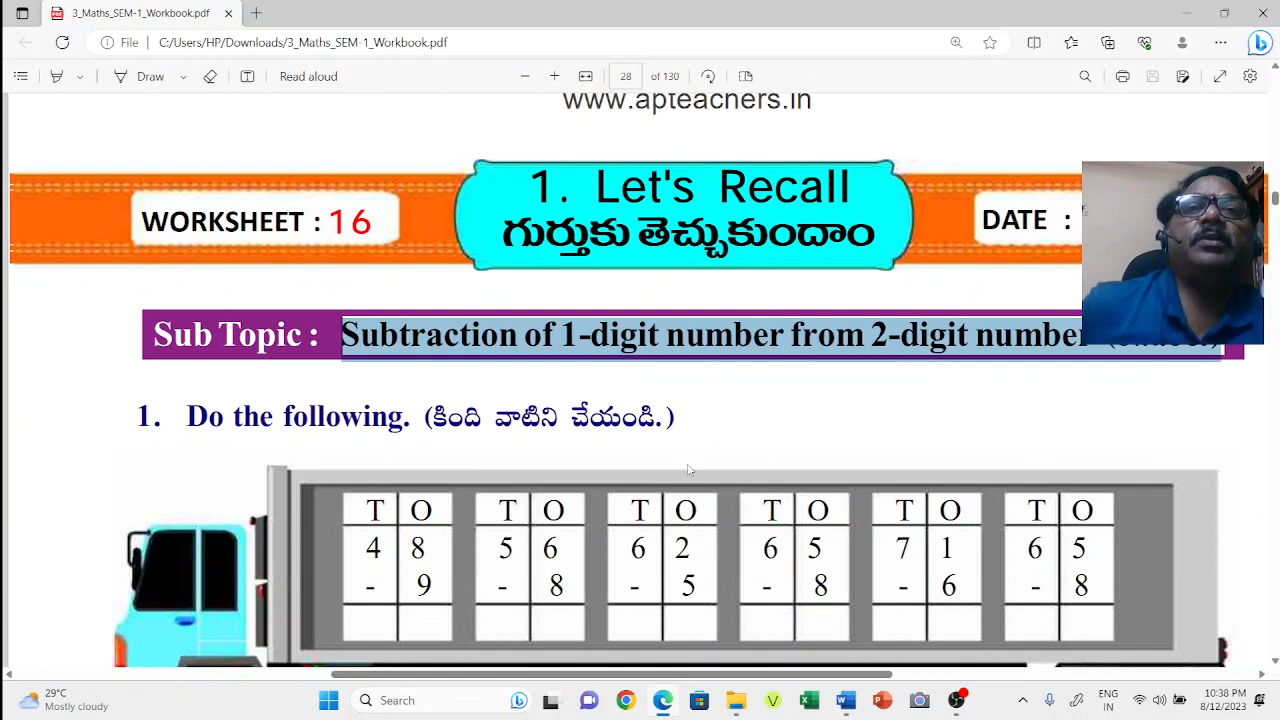 3_Maths_SEM-1_Workbook.pdf
File C:/Users/HP/Downloads/3_Maths_SEM-1_Workbook.pdf
Draw Read aloud 28 of 130
www.apteachers.in
1. Let's Recall
WORKSHEET : 16
గుర్తుకు తెచ్చుకుందాం
DATE :
Sub Topic : Subtraction of 1-digit number from 2-digit number
1. Do the following. (కింది వాటిని చేయండి.)
T O T O T O T O T O T O
4 8 5 6 6 2 6 5 7 1 6 5
- 9 - 8 - 5 - 8 - 6 - 8
29°C
Mostly cloudy
Search
ENG
IN
10:38 PM
8/12/2023